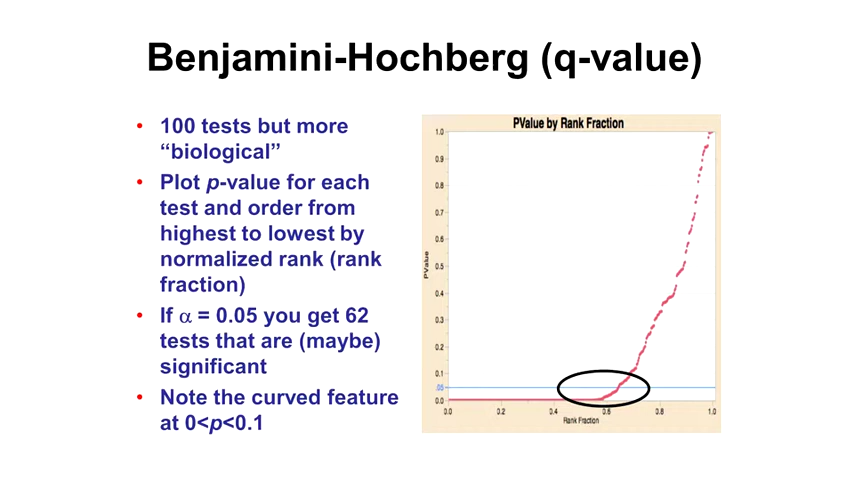 Benjamini-Hochberg (q-value)
• 100 tests but more
“biological”
• Plot p-value for each
test and order from
highest to lowest by
normalized rank (rank
fraction)
• If α = 0.05 you get 62
tests that are (maybe)
significant
• Note the curved feature
at 0<p<0.1
PValue by Rank Fraction
1.0
0.9
0.8
0.7
0.6
0.5
0.4
0.3
0.2
0.1
.05
0.0
PValue
0.0 0.2 0.4 0.6 0.8 1.0
Rank Fraction